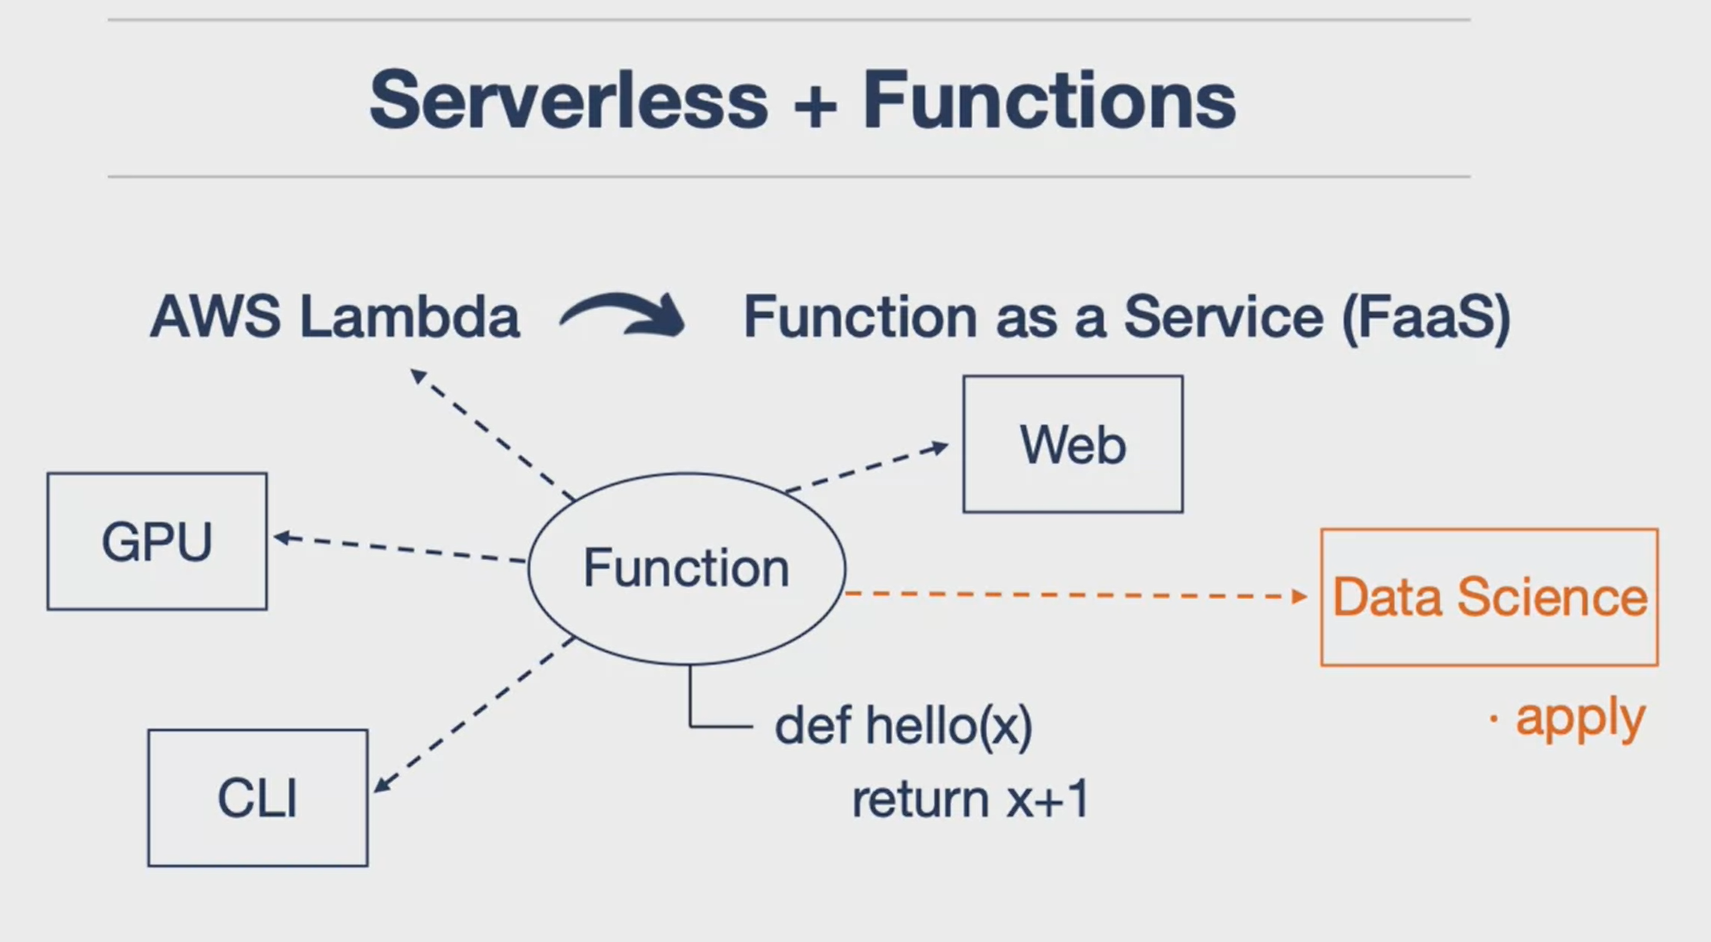 Serverless + Functions
AWS Lambda
Function as a Service (FaaS)
Web
GPU
Function
Data Science
· apply
def hello(x)
return x+1
CLI